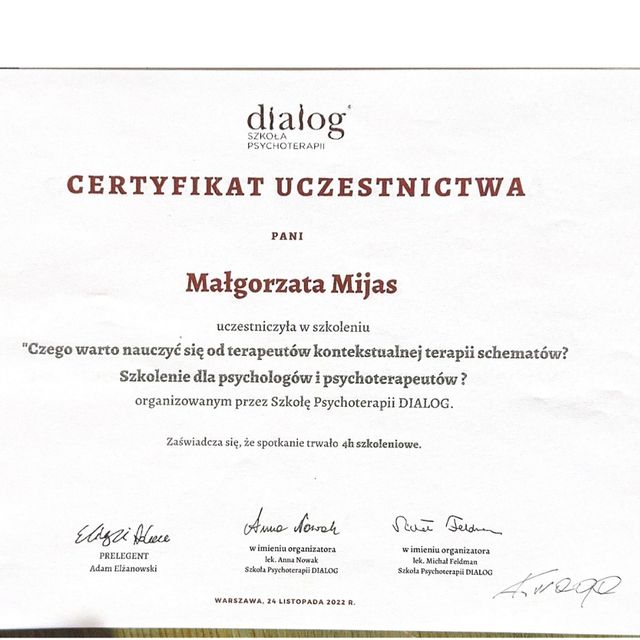 dialog
SZKOŁA
PSYCHOTERAPII
CERTYFIKAT UCZESTNICTWA
PANI
Małgorzata Mijas
uczestniczyła w szkoleniu
"Czego warto nauczyć się od terapeutów kontekstualnej terapii schematów?
Szkolenie dla psychologów i psychoterapeutów ?
organizowanym przez Szkołę Psychoterapii DIALOG.
Zaświadcza się, że spotkanie trwało 4h szkoleniowe.
Anna Nowak
PRELEGENT
Adam Elżanowski
w imieniu organizatora
lek. Anna Nowak
Szkoła Psychoterapii DIALOG
w imieniu organizatora
lek. Michał Feldman
Szkoła Psychoterapii DIALOG
WARSZAWA, 24 LISTOPADA 2022 R.